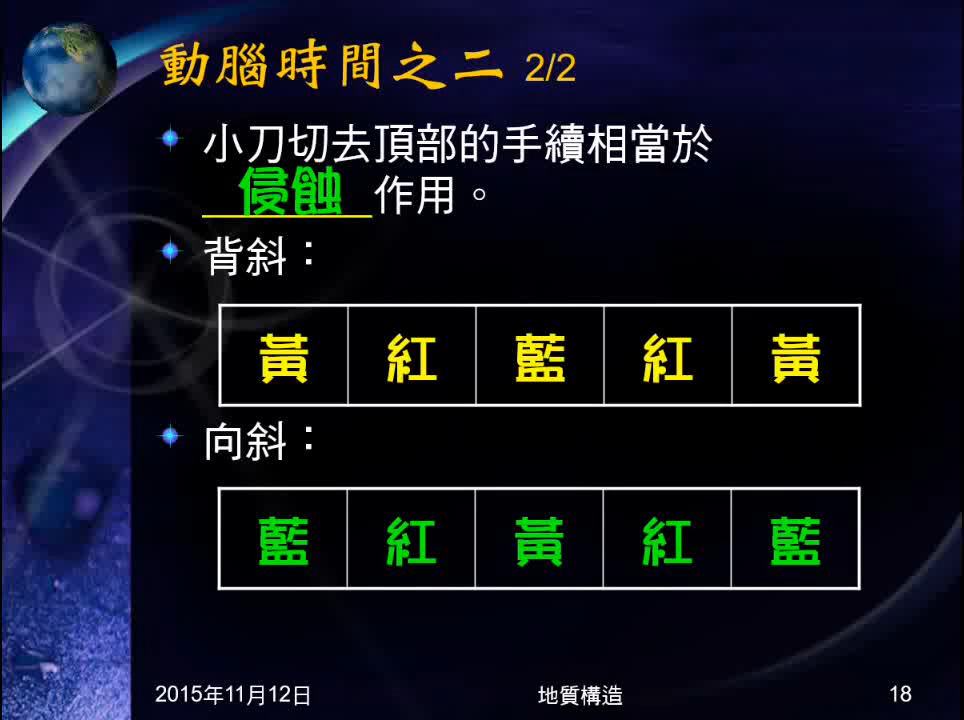 動腦時間之二 2/2
小刀切去頂部的手續相當於
侵蝕作用。
背斜：
黃 紅 藍 紅 黃
向斜：
藍 紅 黃 紅 藍
2015年11月12日 地質構造 18